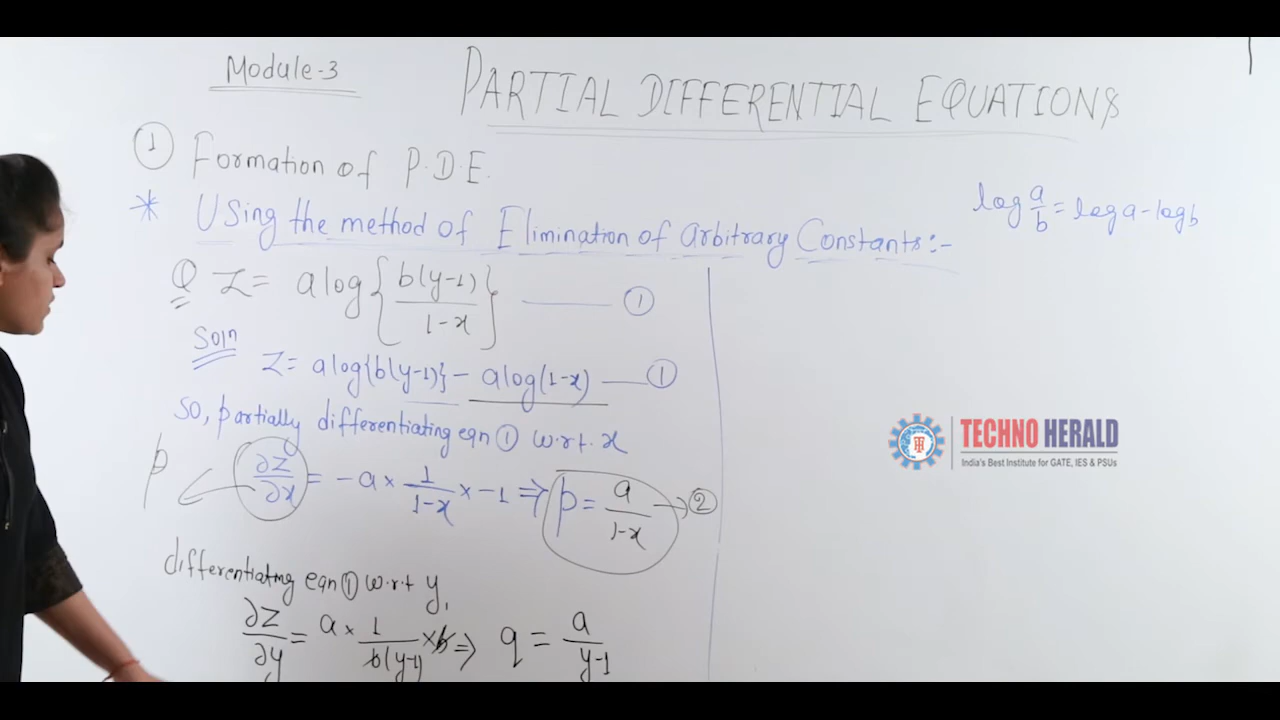 Module-3
PARTIAL DIFFERENTIAL EQUATIONS
① Formation of P.D.E.
* Using the method of Elimination of arbitrary Constants:-
log a/b = log a - log b
Q Z = a log { b(y-1) / 1-x } —— ①
Soln
Z = a log{b(y-1)} - a log(1-x) —— ①
So, partially differentiating eqn ① w.r.t. x
p ∂z/∂x = -a × 1/1-x × -1 ⇒ p = a/1-x → ②
differentiating eqn ① w.r.t y,
∂z/∂y = a × 1/b(y-1) × b ⇒ q = a/y-1
TECHNO HERALD
India's Best Institute for GATE, IES & PSUs